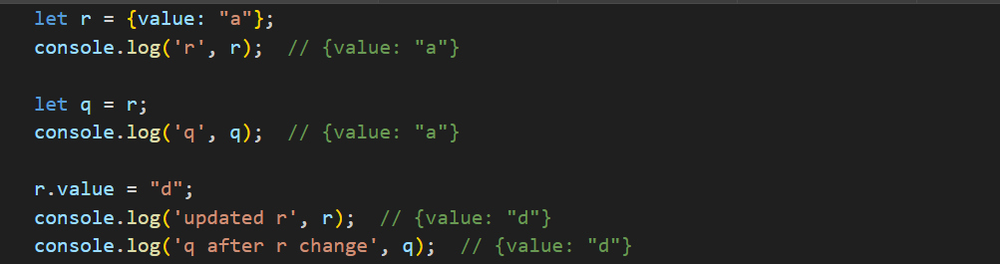 let r = {value: "a"};
console.log('r', r);  // {value: "a"}
let q = r;
console.log('q', q);  // {value: "a"}
r.value = "d";
console.log('updated r', r);  // {value: "d"}
console.log('q after r change', q);  // {value: "d"}